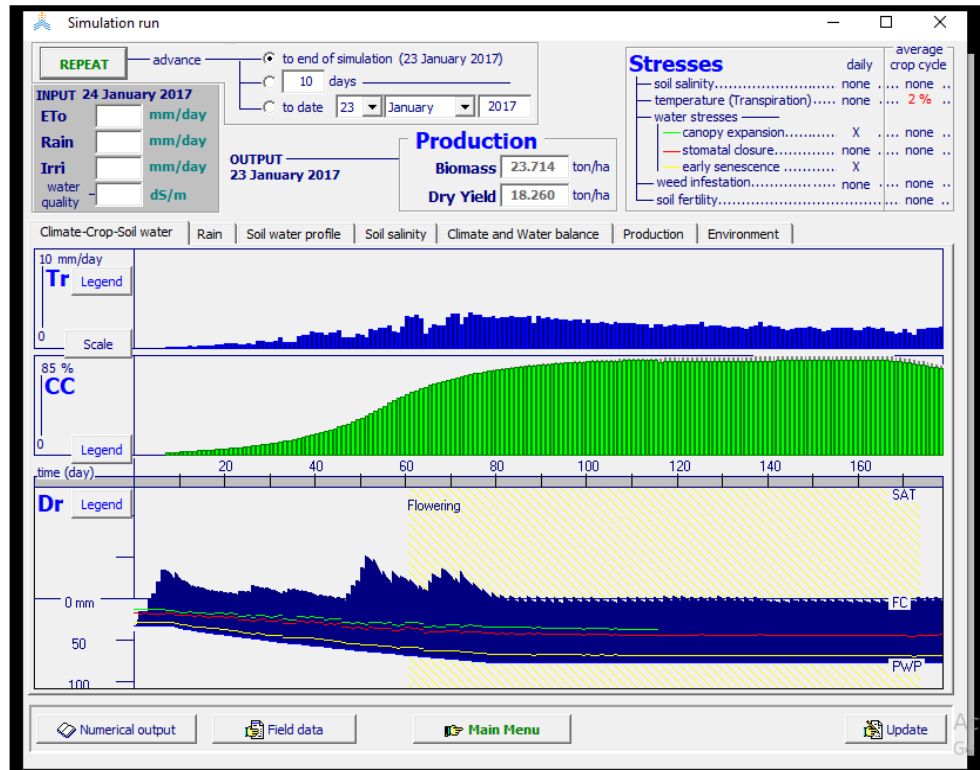 Simulation run
REPEAT
advance
to end of simulation (23 January 2017)
10 days
to date 23 January 2017
INPUT 24 January 2017
ETo mm/day
Rain mm/day
Irri mm/day
water quality dS/m
OUTPUT
23 January 2017
Production
Biomass 23.714 ton/ha
Dry Yield 18.260 ton/ha
Stresses daily average crop cycle
soil salinity............... none .... none ..
temperature (Transpiration)..... none .... 2 % ..
water stresses
canopy expansion............ X .... none ..
stomatal closure............ none .... none ..
early senescence ............ X
weed infestation............ none .... none ..
soil fertility............ none ..
Climate-Crop-Soil water Rain Soil water profile Soil salinity Climate and Water balance Production Environment
10 mm/day
Tr Legend
0
Scale
85 %
CC
0
Legend
time (day) 20 40 60 80 100 120 140 160
Dr Legend
Flowering
SAT
0 mm
FC
50
PWP
100
Numerical output Field data Main Menu Update